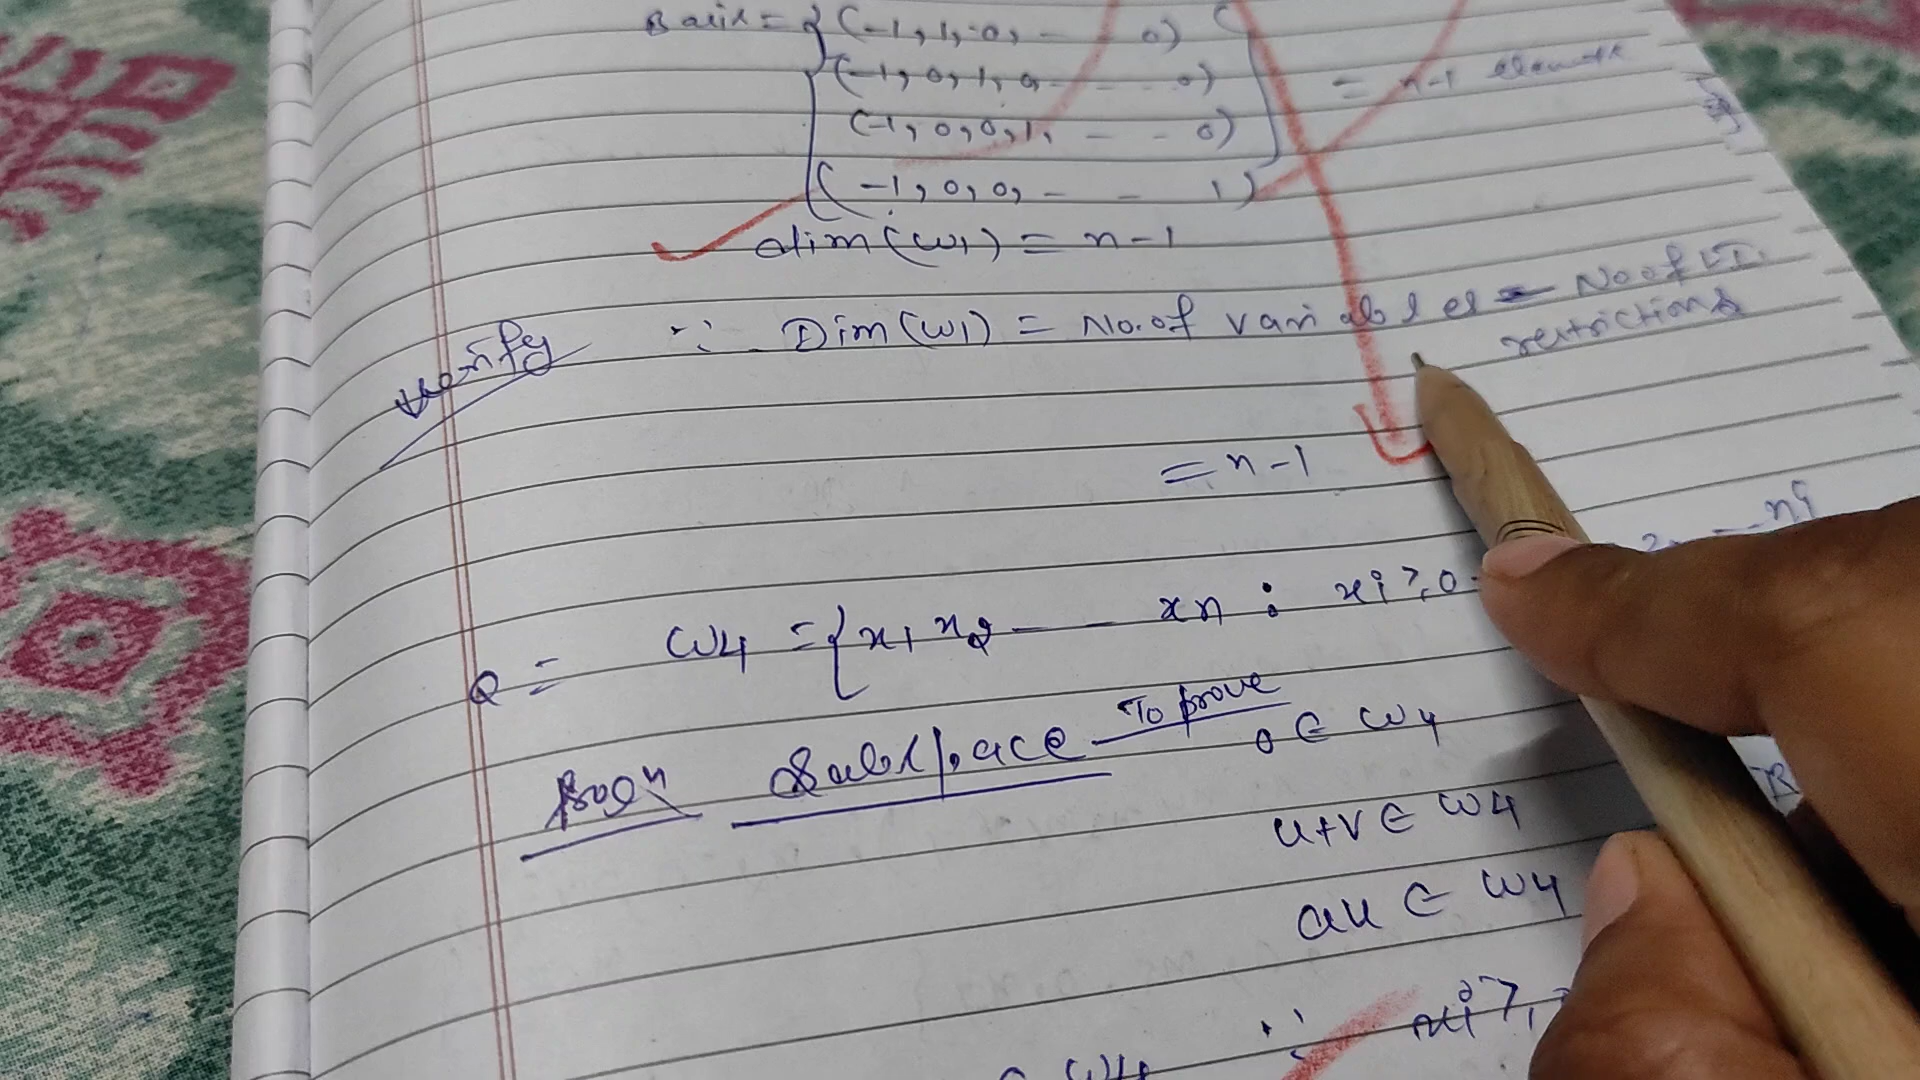 Basis = { (-1, 1, 0, - 0)
(-1, 0, 1, 0 - - 0)
(-1, 0, 0, 1, - - 0)
(-1, 0, 0, - - 1) } = n-1
dim(W1) = n-1
verify ∵ Dim(W1) = No. of variables - No of LI.
restrictions
= n-1
Q = W4 = { x1 x2 - - xn : xi ≥ 0
Subspace To prove 0 ∈ W4
u+v ∈ W4
au ∈ W4
∵ xi ≥
∈ W4